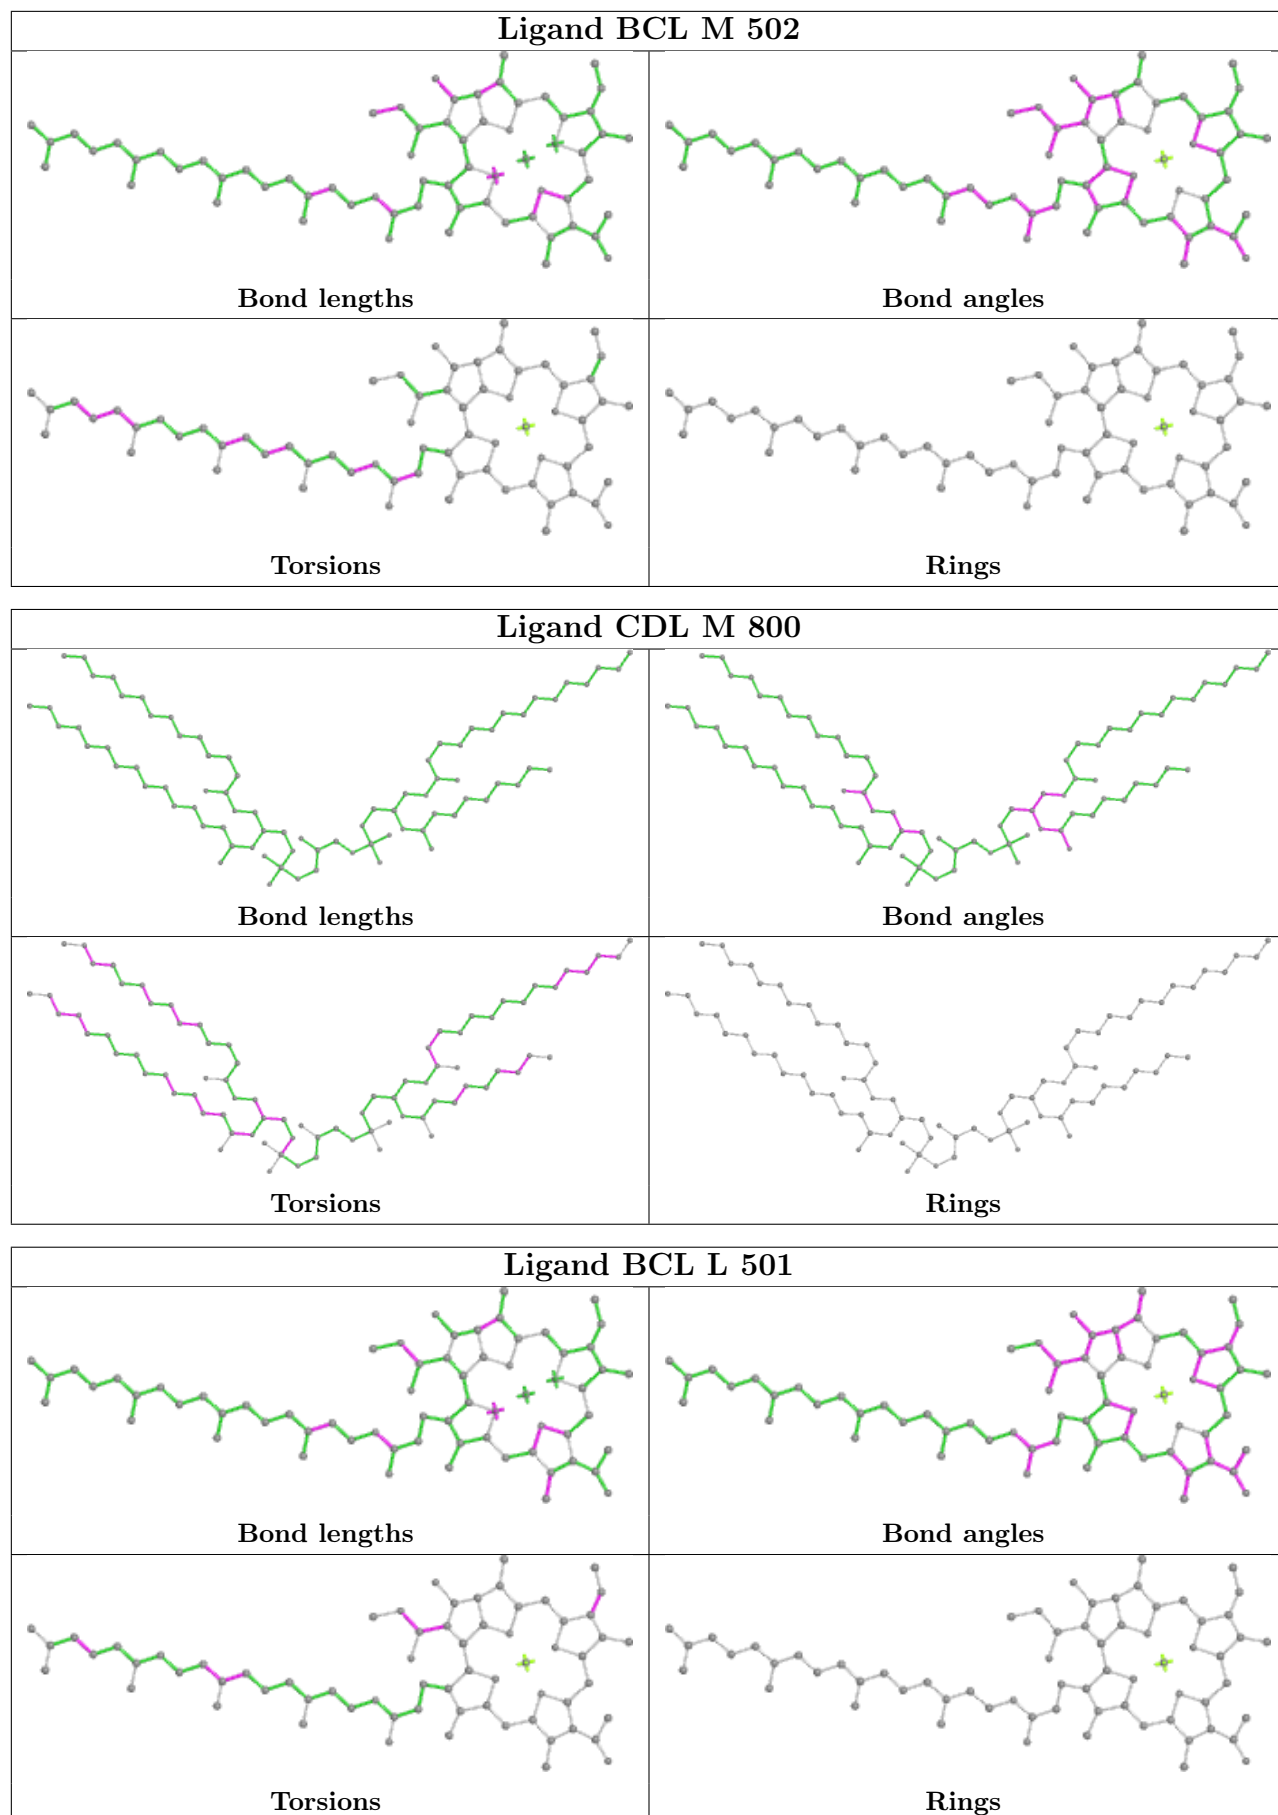 Ligand BCL M 502
Bond lengths
Bond angles
Torsions
Rings
Ligand CDL M 800
Bond lengths
Bond angles
Torsions
Rings
Ligand BCL L 501
Bond lengths
Bond angles
Torsions
Rings